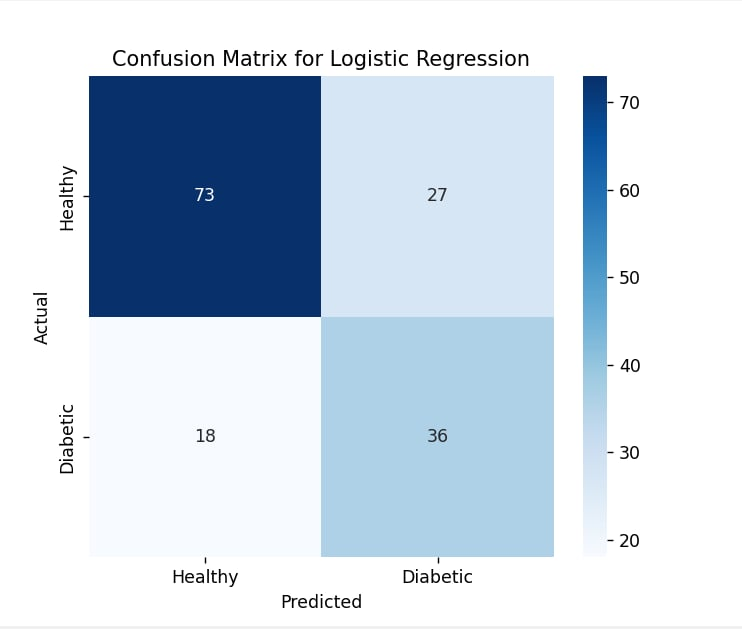 Confusion Matrix for Logistic Regression
Actual
Healthy
73
27
Diabetic
18
36
Healthy
Diabetic
Predicted
70
60
50
40
30
20